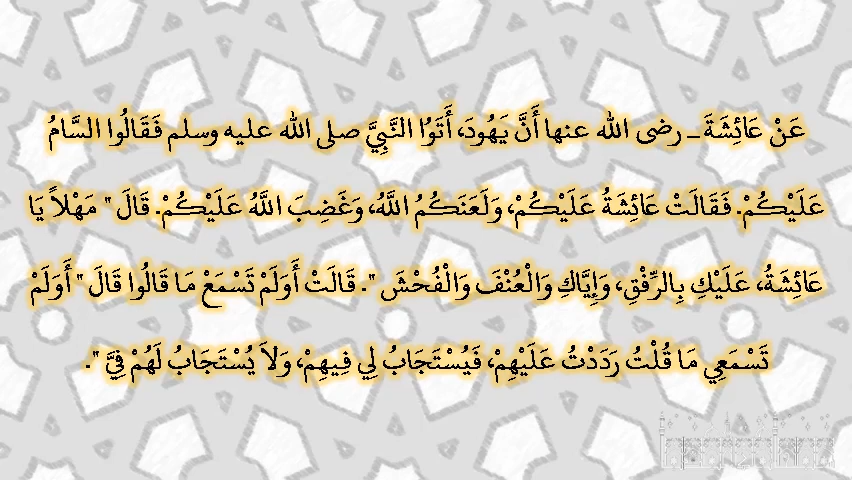 عَنْ عَائِشَةَ ـ رضى الله عنها أَنَّ يَهُودَ، أَتَوُا النَّبِيَّ صلى الله عليه وسلم فَقَالُوا السَّامُ
عَلَيْكُمْ. فَقَالَتْ عَائِشَةُ عَلَيْكُمْ، وَلَعَنَكُمُ اللَّهُ، وَغَضِبَ اللَّهُ عَلَيْكُمْ. قَالَ " مَهْلاً يَا
عَائِشَةُ، عَلَيْكِ بِالرِّفْقِ، وَإِيَّاكِ وَالْعُنْفَ وَالْفُحْشَ ". قَالَتْ أَوَلَمْ تَسْمَعْ مَا قَالُوا قَالَ " أَوَلَمْ
تَسْمَعِي مَا قُلْتُ رَدَدْتُ عَلَيْهِمْ، فَيُسْتَجَابُ لِي فِيهِمْ، وَلاَ يُسْتَجَابُ لَهُمْ فِيَّ ".